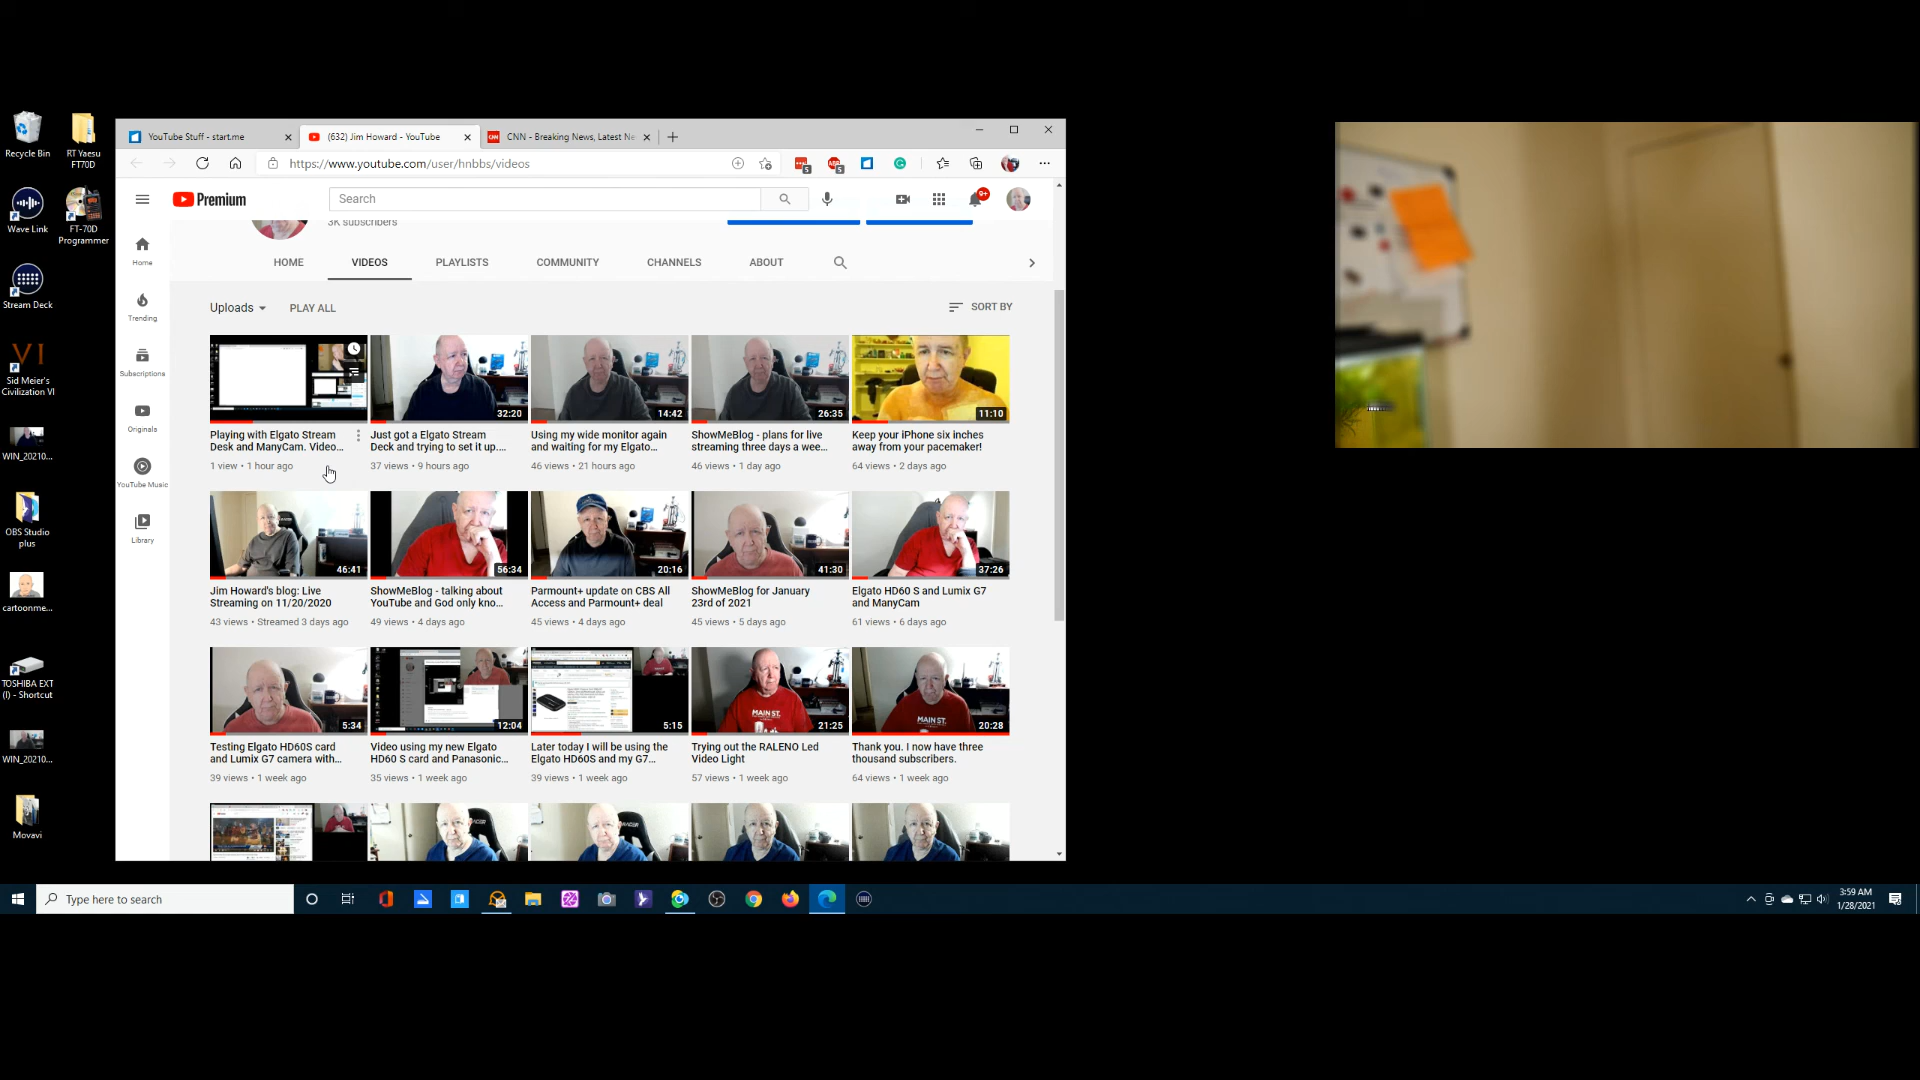 Recycle Bin
RT Yaesu
FT70D
Wave Link
FT-70D
Programmer
Stream Deck
Sid Meier's
Civilization VI
WIN_20210...
OBS Studio
plus
cartoonme...
TOSHIBA EXT
(I) - Shortcut
WIN_20210...
Movavi
YouTube Stuff - start.me
(632) Jim Howard - YouTube
CNN - Breaking News, Latest Ne
https://www.youtube.com/user/hnbbs/videos
Premium
Search
9+
3K subscribers
HOME
VIDEOS
PLAYLISTS
COMMUNITY
CHANNELS
ABOUT
Home
Trending
Subscriptions
Originals
YouTube Music
Library
Uploads
PLAY ALL
SORT BY
32:20
14:42
26:35
11:10
Playing with Elgato Stream
Desk and ManyCam. Video...
1 view • 1 hour ago
Just got a Elgato Stream
Deck and trying to set it up....
37 views • 9 hours ago
Using my wide monitor again
and waiting for my Elgato...
46 views • 21 hours ago
ShowMeBlog - plans for live
streaming three days a wee...
46 views • 1 day ago
Keep your iPhone six inches
away from your pacemaker!
64 views • 2 days ago
46:41
56:34
20:16
41:30
37:26
Jim Howard's blog: Live
Streaming on 11/20/2020
43 views • Streamed 3 days ago
ShowMeBlog - talking about
YouTube and God only kno...
49 views • 4 days ago
Parmount+ update on CBS All
Access and Parmount+ deal
45 views • 4 days ago
ShowMeBlog for January
23rd of 2021
45 views • 5 days ago
Elgato HD60 S and Lumix G7
and ManyCam
61 views • 6 days ago
5:34
12:04
5:15
MAIN ST.
21:25
MAIN ST.
20:28
Testing Elgato HD60S card
and Lumix G7 camera with...
39 views • 1 week ago
Video using my new Elgato
HD60 S card and Panasonic...
35 views • 1 week ago
Later today I will be using the
Elgato HD60S and my G7...
39 views • 1 week ago
Trying out the RALENO Led
Video Light
57 views • 1 week ago
Thank you. I now have three
thousand subscribers.
64 views • 1 week ago
Type here to search
3:59 AM
1/28/2021